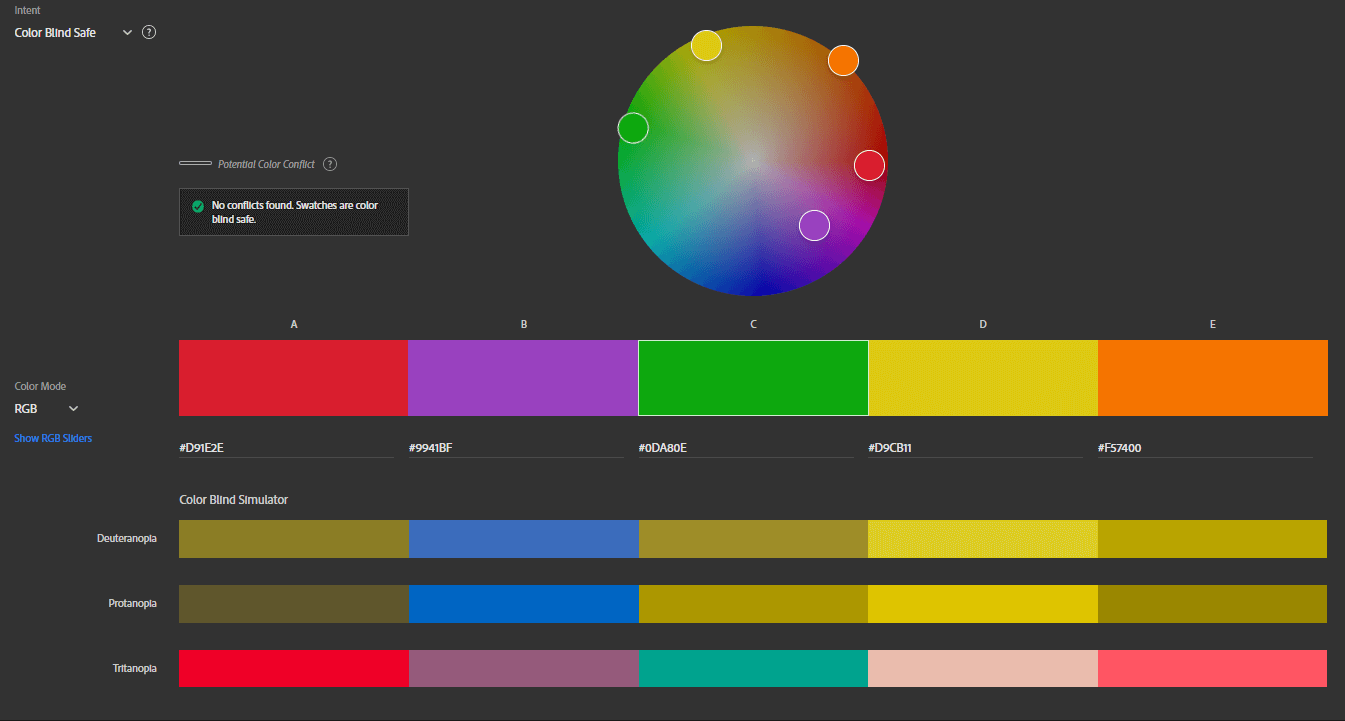 Intent
Color Blind Safe
?
Potential Color Conflict ?
No conflicts found. Swatches are color
blind safe.
A B C D E
Color Mode
RGB
Show RGB Sliders
#D91E2E #9941BF #0DA80E #D9CB11 #F57400
Color Blind Simulator
Deuteranopia
Protanopia
Tritanopia